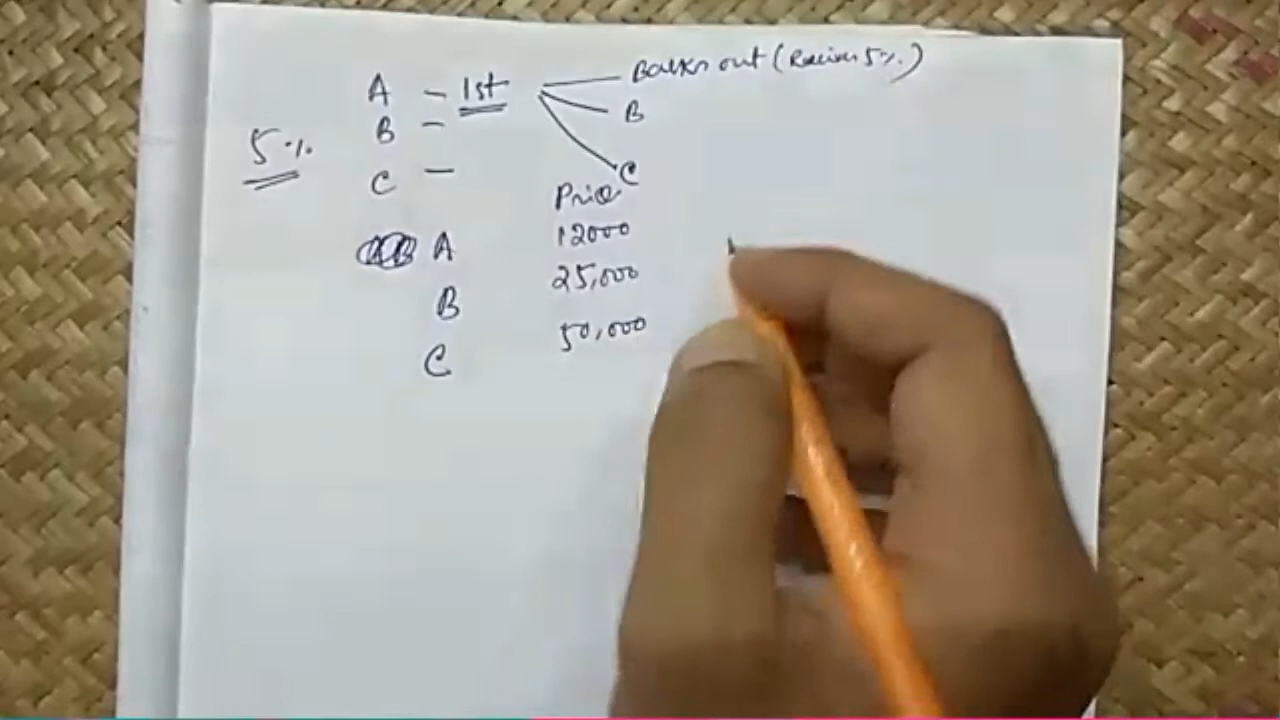 A - 1st Backs out (Receives 5%)
B - B
5%
C - C
Price
A 12000
B 25,000
C 50,000